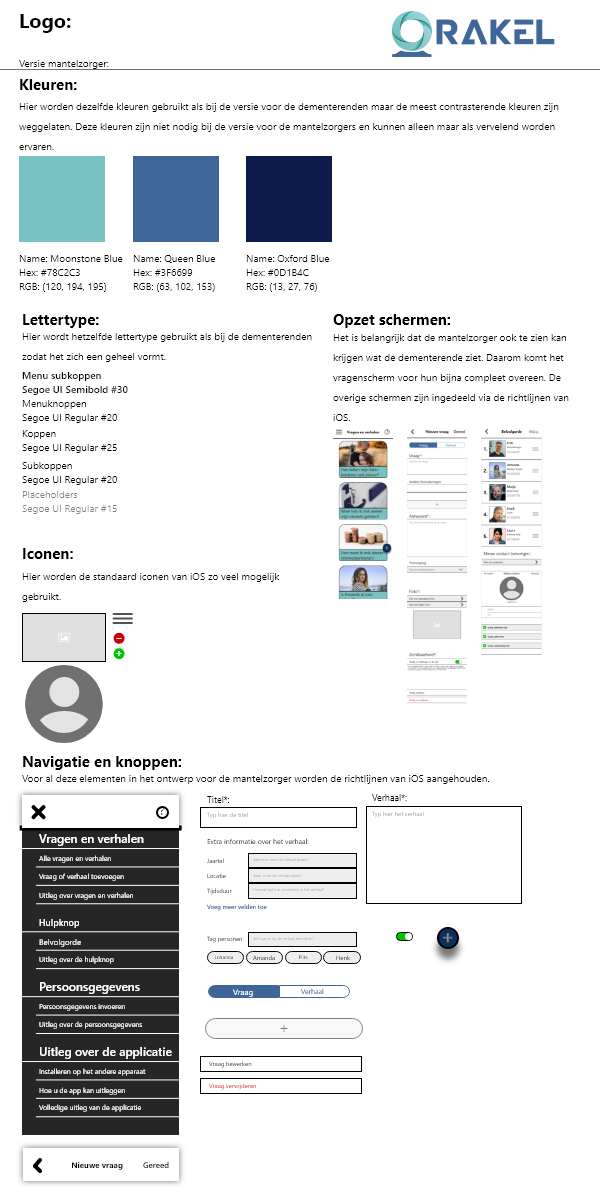 Logo:
ORAKEL
Versie mantelzorger:
Kleuren:
Hier worden dezelfde kleuren gebruikt als bij de versie voor de dementerenden maar de meest contrasterende kleuren zijn
weggelaten. Deze kleuren zijn niet nodig bij de versie voor de mantelzorgers en kunnen alleen maar als vervelend worden
ervaren.
Name: Moonstone Blue
Hex: #78C2C3
RGB: (120, 194, 195)
Name: Queen Blue
Hex: #3F6699
RGB: (63, 102, 153)
Name: Oxford Blue
Hex: #0D1B4C
RGB: (13, 27, 76)
Lettertype:
Hier wordt hetzelfde lettertype gebruikt als bij de dementerenden
zodat het zich een geheel vormt.
Menu subkoppen
Segoe UI Semibold #30
Menuknoppen
Segoe UI Regular #20
Koppen
Segoe UI Regular #25
Subkoppen
Segoe UI Regular #20
Placeholders
Segoe UI Regular #15
Opzet schermen:
Het is belangrijk dat de mantelzorger ook te zien kan
krijgen wat de dementerende ziet. Daarom komt het
vragenscherm voor hun bijna compleet overeen. De
overige schermen zijn ingedeeld via de richtlijnen van
iOS.
Vragen en verhalen
Nieuwe vraag
Gereed
Vraag
Verhaal
Vraag*:
Antwoord*:
Foto*:
Zichtbaarheid*:
Belvolgorde
1. Frits
2. Amanda
3.
4. Henk
5.
Nieuw contact toevoegen:
Iconen:
Hier worden de standaard iconen van iOS zo veel mogelijk
gebruikt.
Navigatie en knoppen:
Voor al deze elementen in het ontwerp voor de mantelzorger worden de richtlijnen van iOS aangehouden.
Vragen en verhalen
Alle vragen en verhalen
Vraag of verhaal toevoegen
Uitleg over vragen en verhalen
Hulpknop
Belvolgorde
Uitleg over de hulpknop
Persoonsgegevens
Persoonsgegevens invoeren
Uitleg over de persoonsgegevens
Uitleg over de applicatie
Installeren op het andere apparaat
Hoe u de app kan uitleggen
Volledige uitleg van de applicatie
Nieuwe vraag
Gereed
Titel*:
Typ hier de titel
Extra informatie over het verhaal:
Jaartal
Locatie
Tijdsduur
Voeg meer velden toe
Tag personen
Johanna
Amanda
Frits
Henk
Vraag
Verhaal
+
Vraag bewerken
Vraag verwijderen
Verhaal*:
Typ hier het verhaal
+